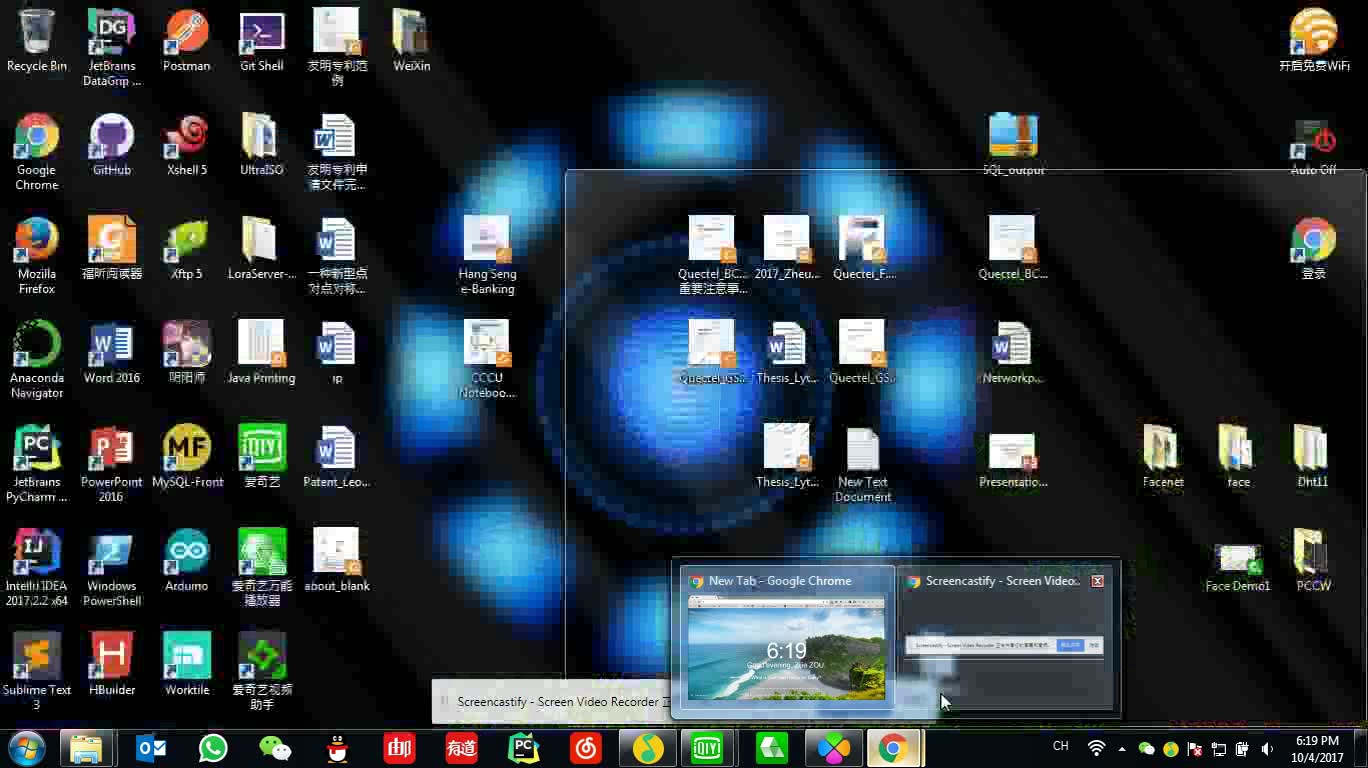 Recycle Bin
JetBrains
DataGrip ...
Postman
Git Shell
发明专利范
例
WeiXin
开启免费WiFi
Google
Chrome
GitHub
Xshell 5
UltraISO
发明专利申
请文件完...
SQL_output
Auto Off
Mozilla
Firefox
福昕阅读器
Xftp 5
LoraServer-...
一种新型点
对点对称...
Hang Seng
e-Banking
Quectel_BC...
重要注意事...
2017_Zheu...
Quectel_F...
Quectel_BC...
登录
Anaconda
Navigator
Word 2016
阴阳师
Java Printing
ip
CCCU
Noteboo...
Quectel_GS...
Thesis_Lyt...
Quectel_GS...
Networkp...
JetBrains
PyCharm ...
PowerPoint
2016
MySQL-Front
爱奇艺
Patent_Leo...
Thesis_Lyt...
New Text
Document
Presentatio...
Facenet
face
Dht11
IntelliJ IDEA
2017.2.2 x64
Windows
PowerShell
Arduino
爱奇艺万能
播放器
about_blank
Face Demo1
PCCW
New Tab - Google Chrome
Screencastify - Screen Video...
6:19
Good evening, Zue ZOU.
Sublime Text
3
HBuilder
Worktile
爱奇艺视频
助手
Screencastify - Screen Video Recorder 正
CH
6:19 PM
10/4/2017